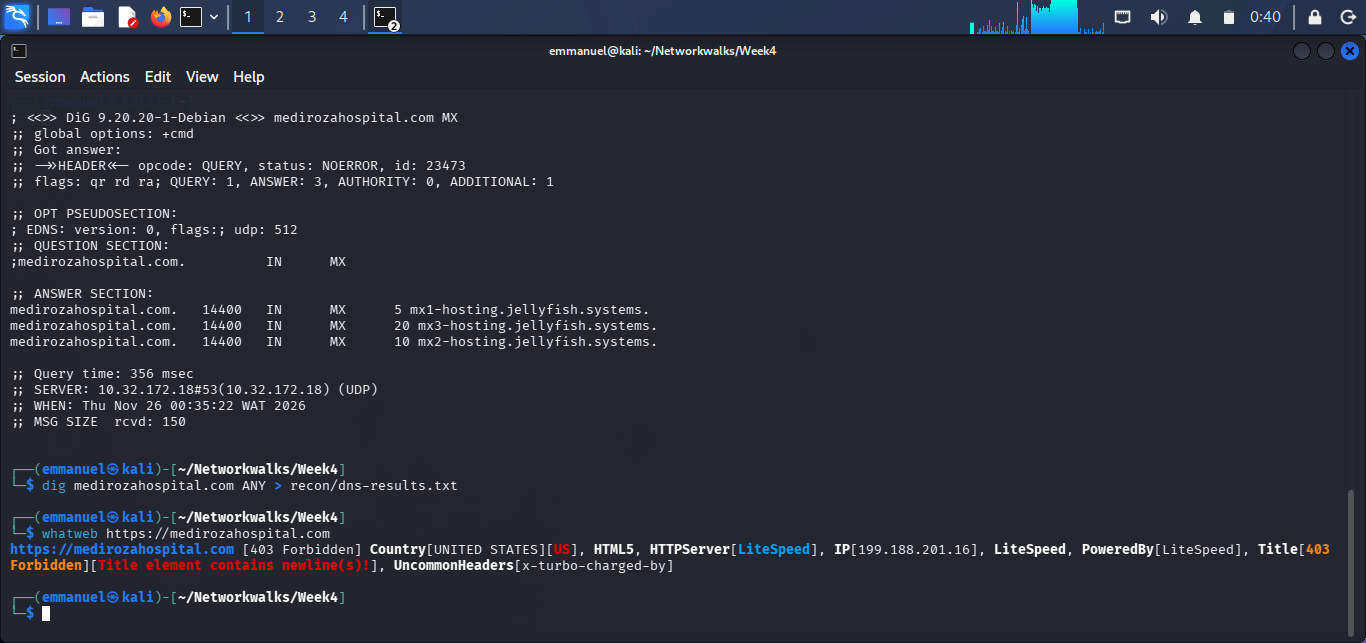 1 2 3 4 2 0:40
emmanuel@kali: ~/Networkwalks/Week4
Session Actions Edit View Help
; <<>> DiG 9.20.20-1-Debian <<>> medirozahospital.com MX
;; global options: +cmd
;; Got answer:
;; ->>HEADER<<- opcode: QUERY, status: NOERROR, id: 23473
;; flags: qr rd ra; QUERY: 1, ANSWER: 3, AUTHORITY: 0, ADDITIONAL: 1
;; OPT PSEUDOSECTION:
; EDNS: version: 0, flags:; udp: 512
;; QUESTION SECTION:
;medirozahospital.com. IN MX
;; ANSWER SECTION:
medirozahospital.com. 14400 IN MX 5 mx1-hosting.jellyfish.systems.
medirozahospital.com. 14400 IN MX 20 mx3-hosting.jellyfish.systems.
medirozahospital.com. 14400 IN MX 10 mx2-hosting.jellyfish.systems.
;; Query time: 356 msec
;; SERVER: 10.32.172.18#53(10.32.172.18) (UDP)
;; WHEN: Thu Nov 26 00:35:22 WAT 2026
;; MSG SIZE rcvd: 150
┌──(emmanuel㉿kali)-[~/Networkwalks/Week4]
└─$ dig medirozahospital.com ANY > recon/dns-results.txt
┌──(emmanuel㉿kali)-[~/Networkwalks/Week4]
└─$ whatweb https://medirozahospital.com
https://medirozahospital.com [403 Forbidden] Country[UNITED STATES][US], HTML5, HTTPServer[LiteSpeed], IP[199.188.201.16], LiteSpeed, PoweredBy[LiteSpeed], Title[403
Forbidden][Title element contains newline(s)!], UncommonHeaders[x-turbo-charged-by]
┌──(emmanuel㉿kali)-[~/Networkwalks/Week4]
└─$